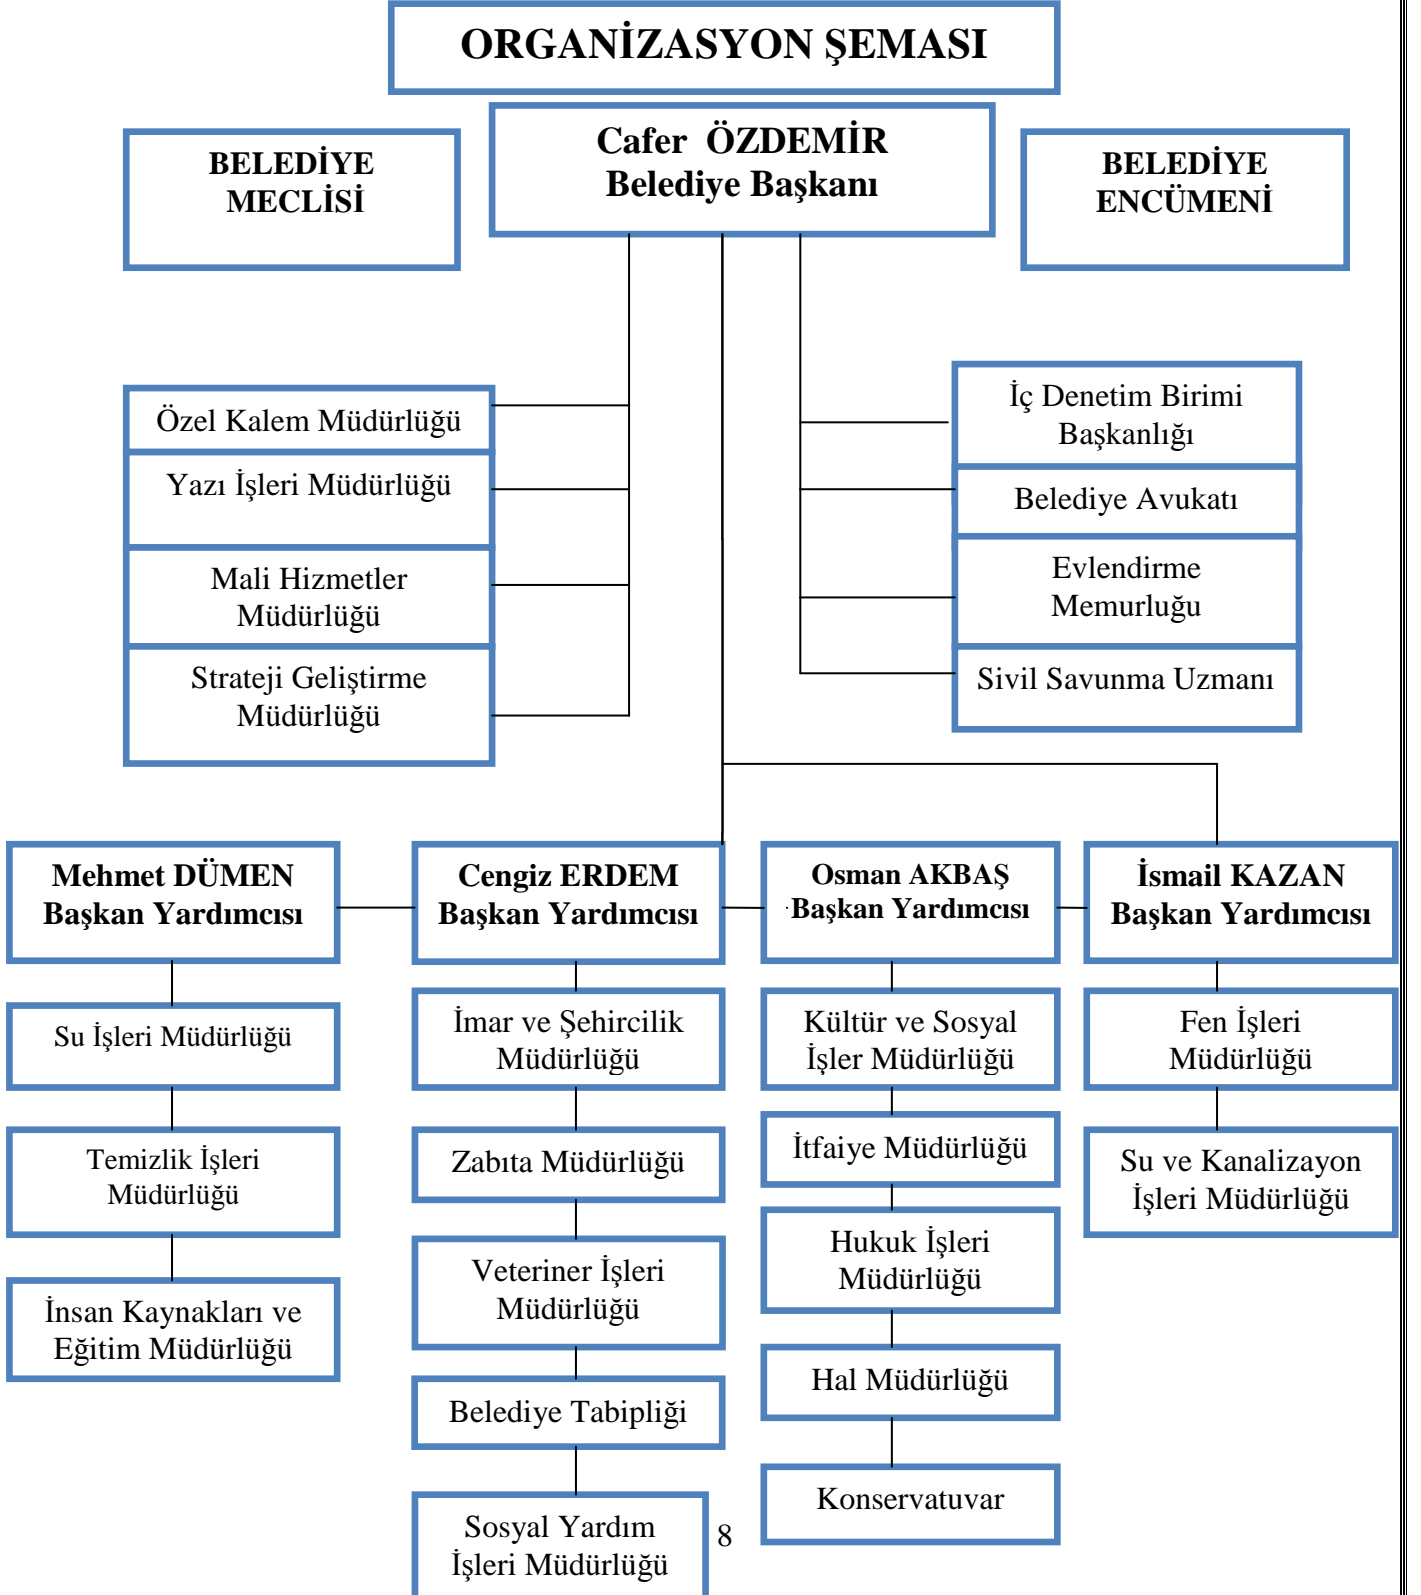 ORGANİZASYON ŞEMASI
Cafer ÖZDEMİR
Belediye Başkanı
BELEDİYE
MECLİSİ
BELEDİYE
ENCÜMENİ
Özel Kalem Müdürlüğü
Yazı İşleri Müdürlüğü
Mali Hizmetler
Müdürlüğü
Strateji Geliştirme
Müdürlüğü
İç Denetim Birimi
Başkanlığı
Belediye Avukatı
Evlendirme
Memurluğu
Sivil Savunma Uzmanı
Mehmet DÜMEN
Başkan Yardımcısı
Su İşleri Müdürlüğü
Temizlik İşleri
Müdürlüğü
İnsan Kaynakları ve
Eğitim Müdürlüğü
Cengiz ERDEM
Başkan Yardımcısı
İmar ve Şehircilik
Müdürlüğü
Zabıta Müdürlüğü
Veteriner İşleri
Müdürlüğü
Belediye Tabipliği
Sosyal Yardım
İşleri Müdürlüğü
Osman AKBAŞ
Başkan Yardımcısı
Kültür ve Sosyal
İşler Müdürlüğü
İtfaiye Müdürlüğü
Hukuk İşleri
Müdürlüğü
Hal Müdürlüğü
Konservatuvar
İsmail KAZAN
Başkan Yardımcısı
Fen İşleri
Müdürlüğü
Su ve Kanalizayon
İşleri Müdürlüğü
8